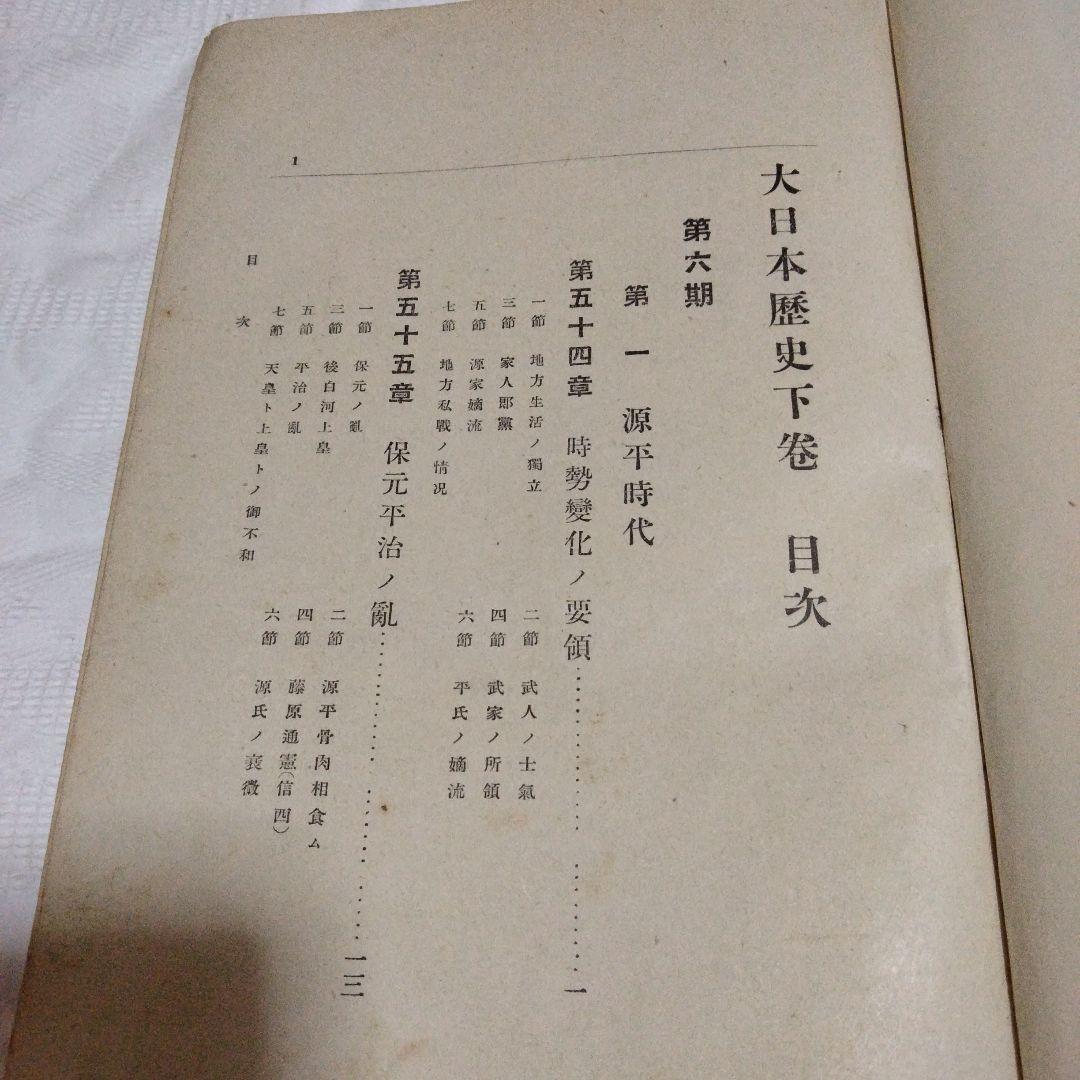 大日本歷史下卷　目次
第六期
第一　源平時代
第五十四章　時勢變化ノ要領…………………一
一節　地方生活ノ獨立　二節　武人ノ士氣
三節　家人郎黨　四節　武家ノ所領
五節　源家嫡流　六節　平氏ノ嫡流
七節　地方私戰ノ情況
第五十五章　保元平治ノ亂…………………一三
一節　保元ノ亂　二節　源平骨肉相食ム
三節　後白河上皇　四節　藤原通憲(信四)
五節　平治ノ亂　六節　源氏ノ衰微
七節　天皇ト上皇トノ御不和
目次
1